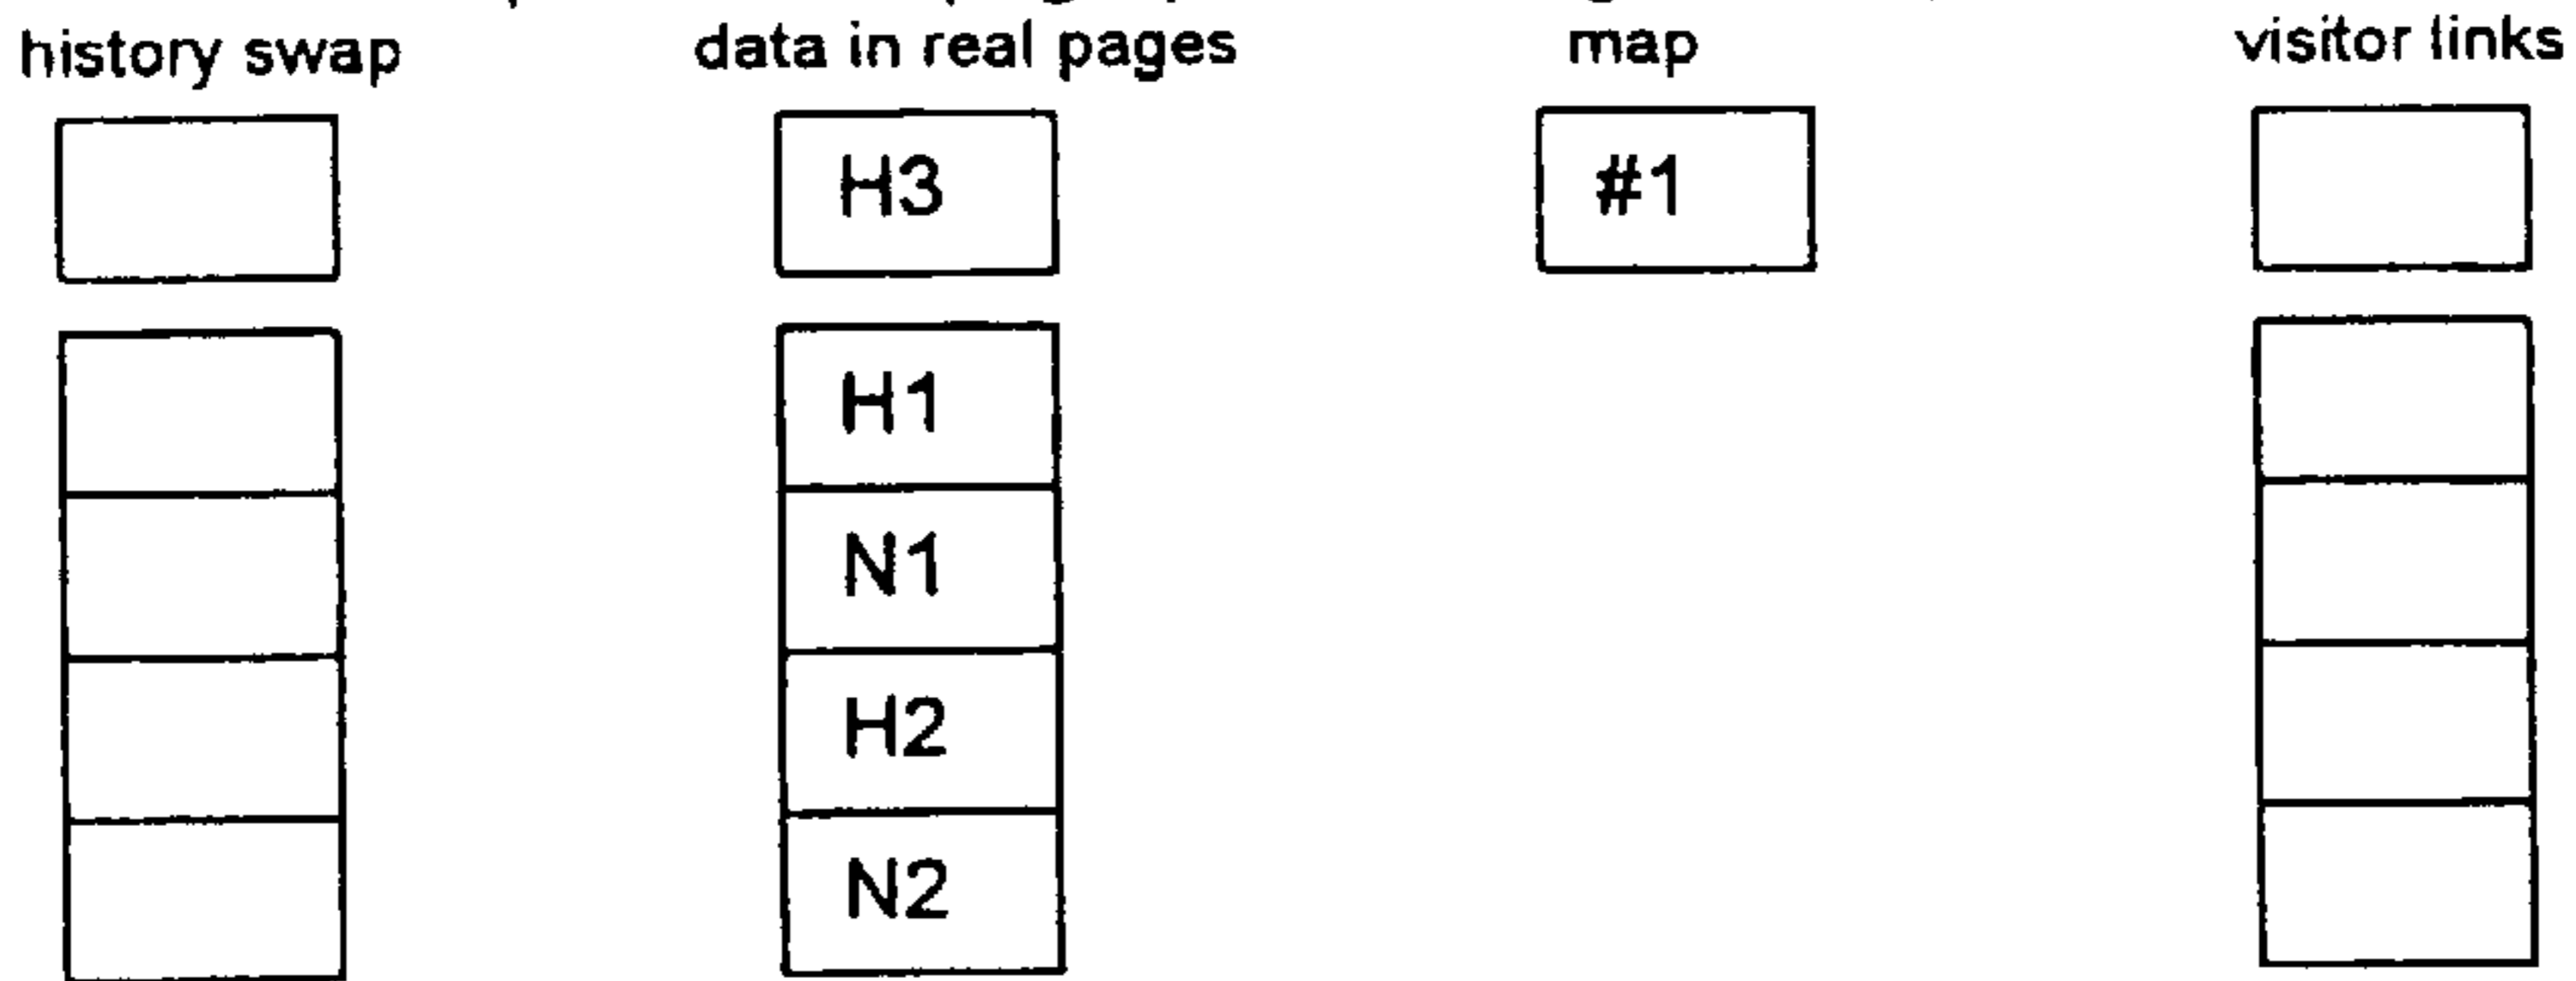 history swap data in real pages map visitor links
H3 #1
H1
N1
H2
N2